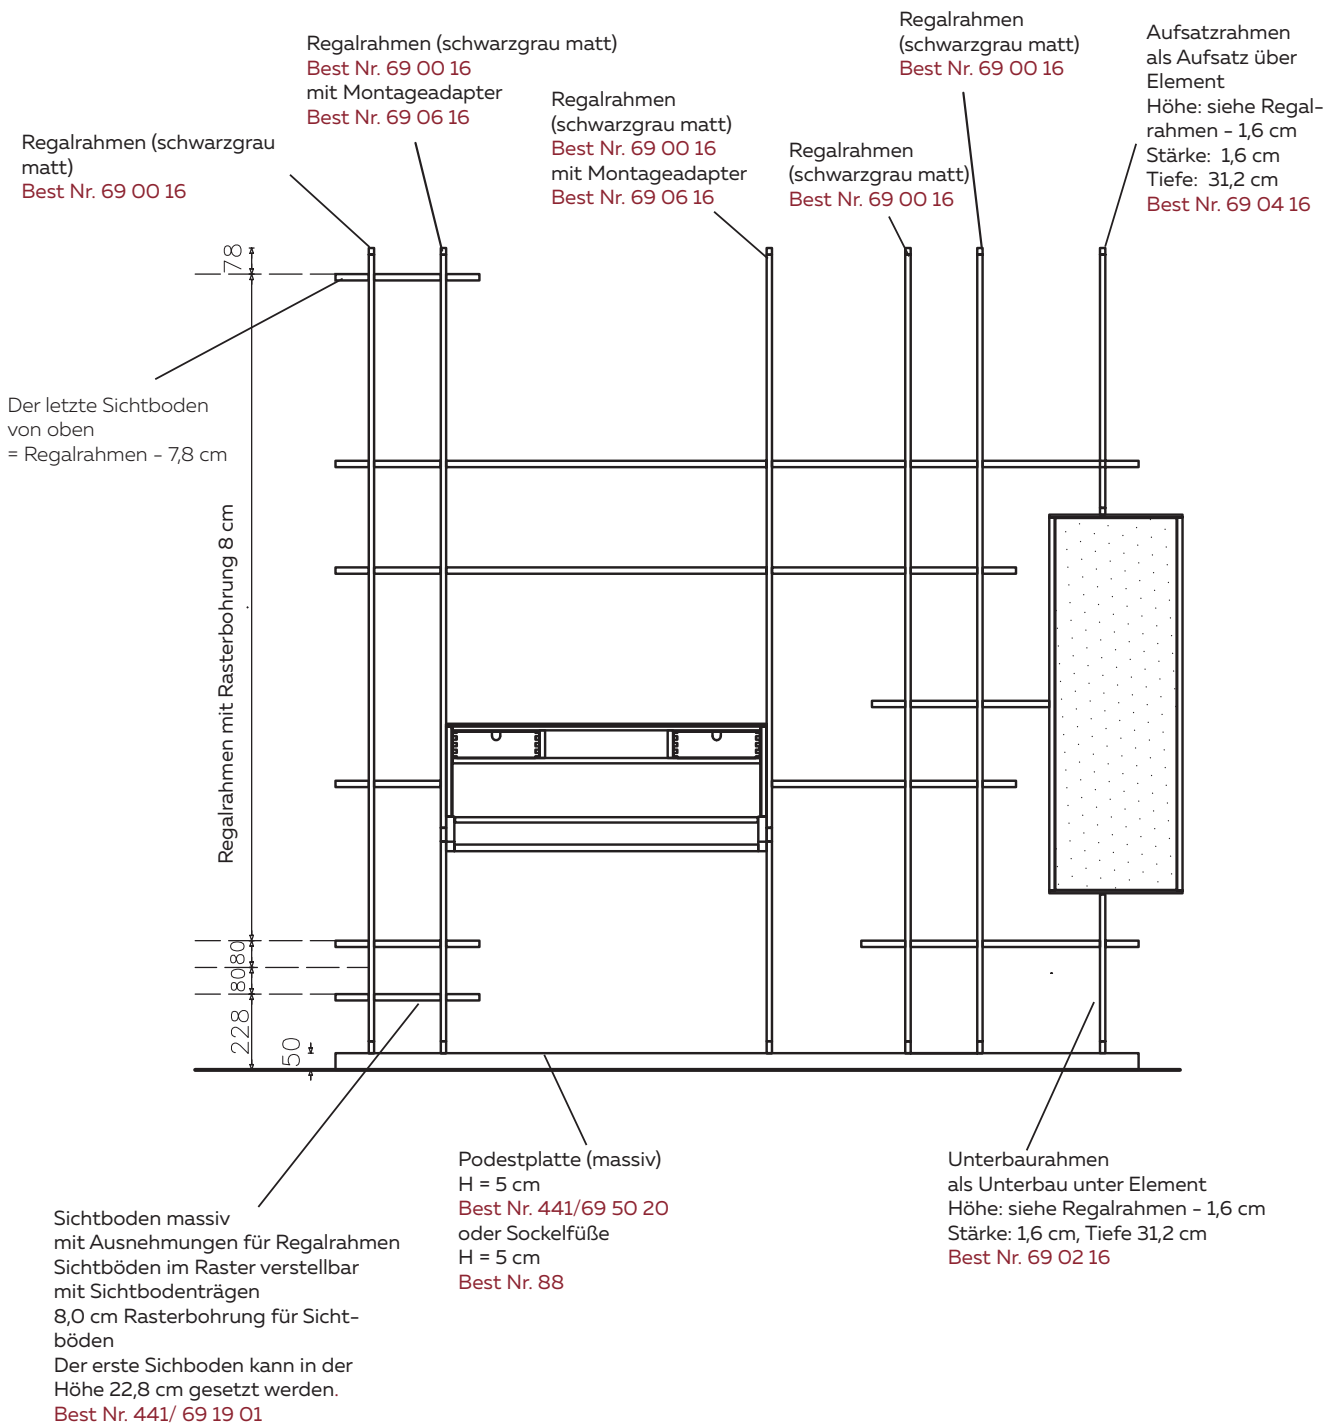 Regalrahmen (schwarzgrau
matt)
Best Nr. 69 00 16
Regalrahmen (schwarzgrau matt)
Best Nr. 69 00 16
mit Montageadapter
Best Nr. 69 06 16
Regalrahmen
(schwarzgrau matt)
Best Nr. 69 00 16
mit Montageadapter
Best Nr. 69 06 16
Regalrahmen
(schwarzgrau matt)
Best Nr. 69 00 16
Regalrahmen
(schwarzgrau matt)
Best Nr. 69 00 16
Aufsatzrahmen
als Aufsatz über
Element
Höhe: siehe Regal-
rahmen - 1,6 cm
Stärke: 1,6 cm
Tiefe: 31,2 cm
Best Nr. 69 04 16
78
Der letzte Sichtboden
von oben
= Regalrahmen - 7,8 cm
Regalrahmen mit Rasterbohrung 8 cm
80
80
228
50
Sichtboden massiv
mit Ausnehmungen für Regalrahmen
Sichtböden im Raster verstellbar
mit Sichtbodenträgen
8,0 cm Rasterbohrung für Sicht-
böden
Der erste Sichboden kann in der
Höhe 22,8 cm gesetzt werden.
Best Nr. 441/ 69 19 01
Podestplatte (massiv)
H = 5 cm
Best Nr. 441/69 50 20
oder Sockelfüße
H = 5 cm
Best Nr. 88
Unterbaurahmen
als Unterbau unter Element
Höhe: siehe Regalrahmen - 1,6 cm
Stärke: 1,6 cm, Tiefe 31,2 cm
Best Nr. 69 02 16